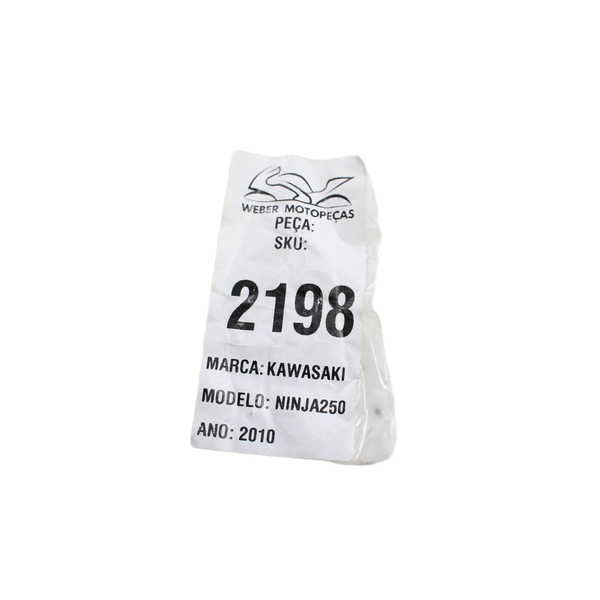 WEBER MOTOPEÇAS
PEÇA:
SKU:
2198
MARCA: KAWASAKI
MODELO: NINJA250
ANO: 2010